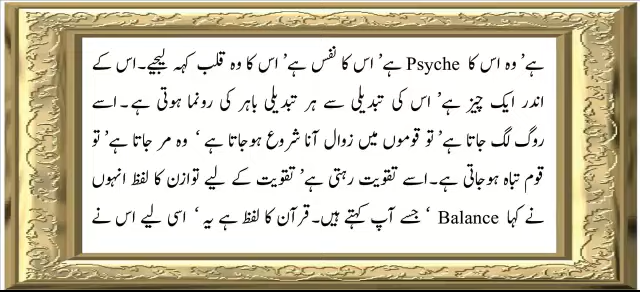 ہے‘ وہ اس کا Psyche ہے‘ اس کا نفس ہے‘ اس کا وہ قلب کہہ لیجیے۔ اس کے
اندر ایک چیز ہے‘ اس کی تبدیلی سے ہر تبدیلی باہر کی رونما ہوتی ہے۔ اسے
روگ لگ جاتا ہے‘ تو قوموں میں زوال آنا شروع ہوجاتا ہے‘ وہ مر جاتا ہے‘ تو
قوم تباہ ہوجاتی ہے۔ اسے تقویت رہتی ہے‘ تقویت کے لیے توازن کا لفظ انہوں
نے کہا Balance ‘ جسے آپ کہتے ہیں۔ قرآن کا لفظ ہے یہ‘ اسی لیے اس نے